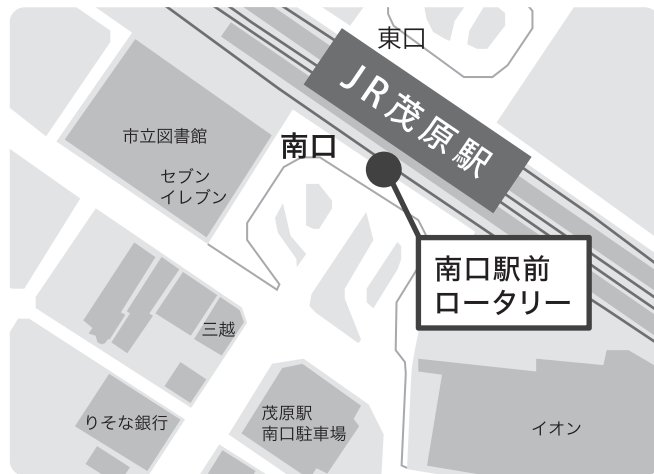 東口
JR茂原駅
市立図書館
南口
セブン
イレブン
南口駅前
ロータリー
三越
りそな銀行
茂原駅
南口駐車場
イオン